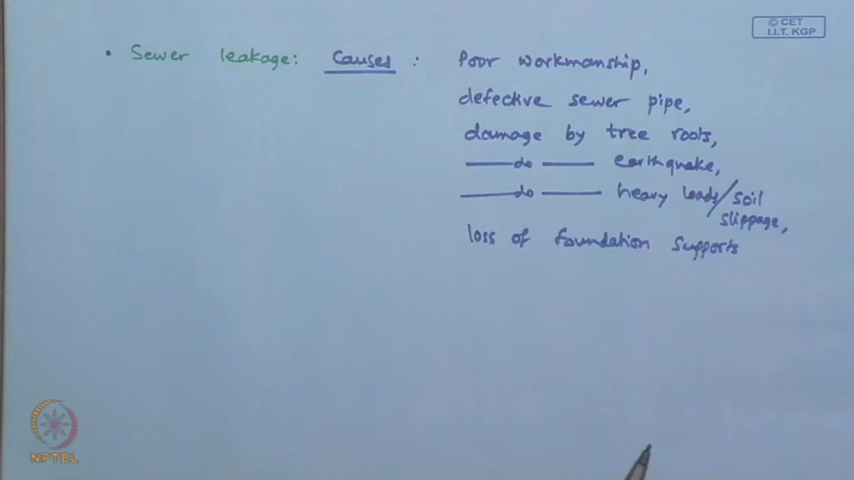 © CET
I.I.T. KGP
• Sewer leakage: Causes : Poor workmanship,
defective sewer pipe,
damage by tree roots,
— do — earthquake,
— do — heavy loads/soil
slippage,
loss of foundation supports
NPTEL